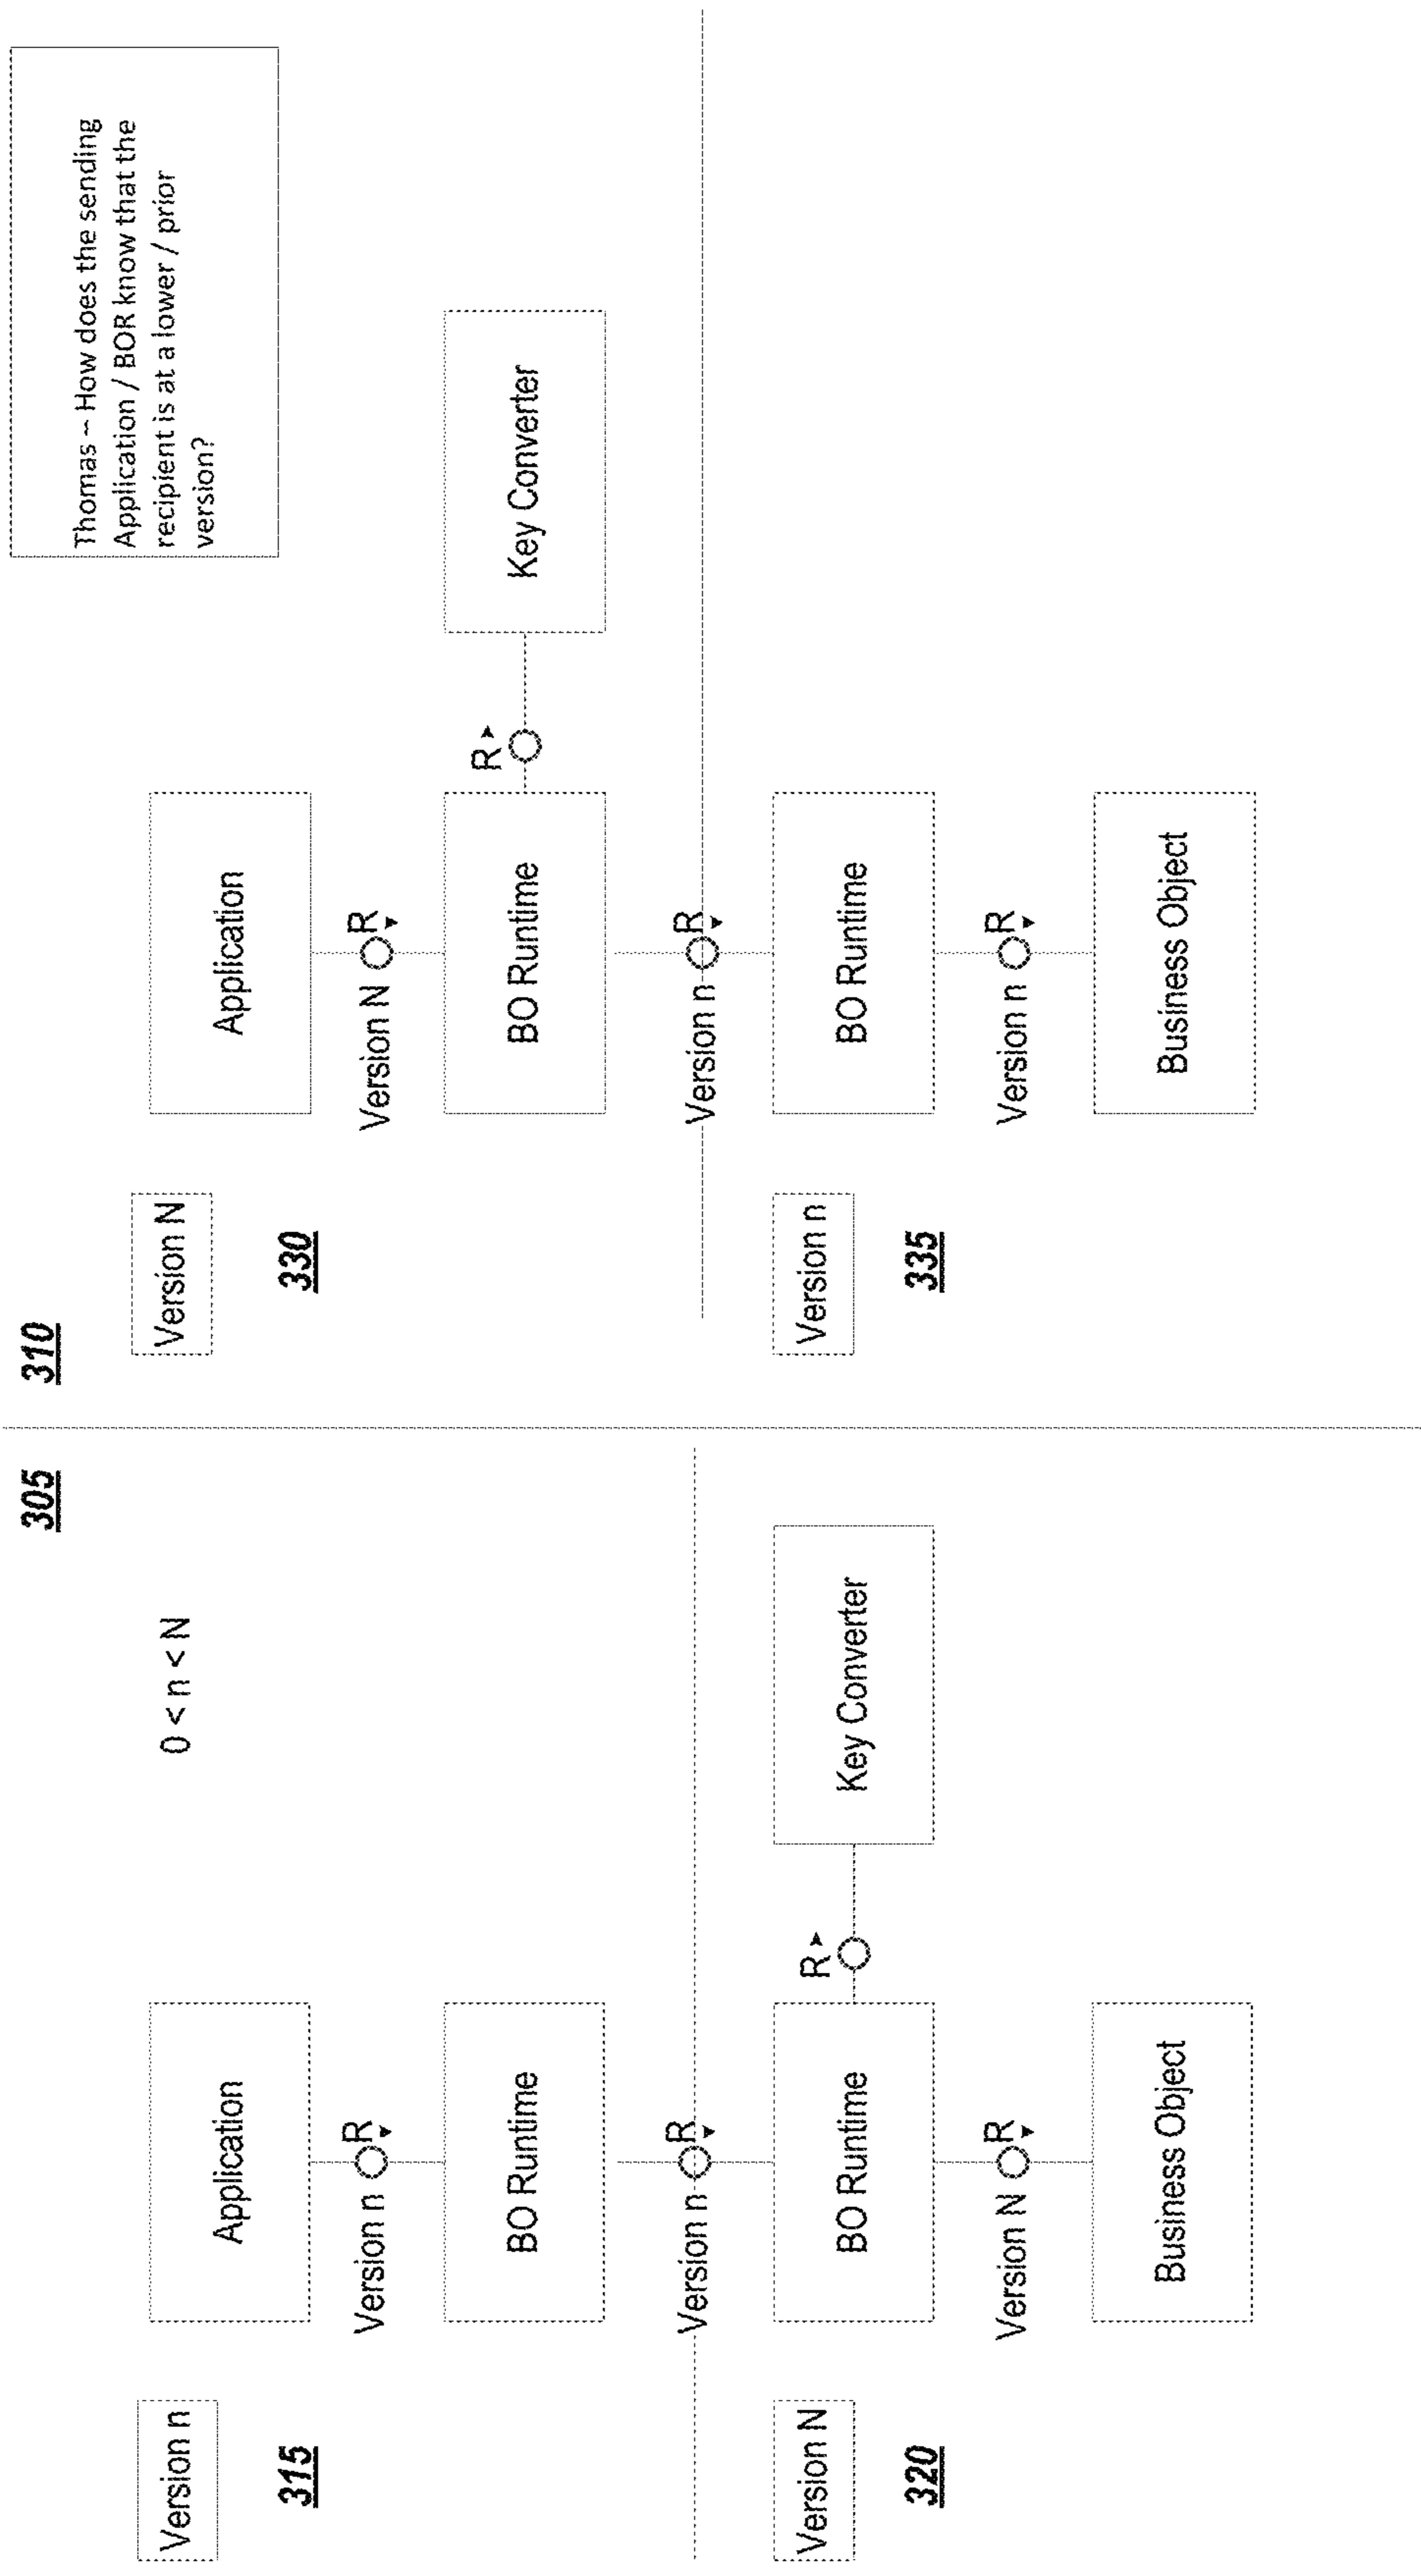 305
0 < n < N
Version n
315
Application
Version n
R
BO Runtime
Version n
R
Version N
320
BO Runtime
R
Key Converter
Version N
R
Business Object
310
Thomas -- How does the sending
Application / BOR know that the
recipient is at a lower / prior
version?
Version N
330
Application
Version N
R
BO Runtime
R
Key Converter
Version n
R
Version n
335
BO Runtime
Version n
R
Business Object